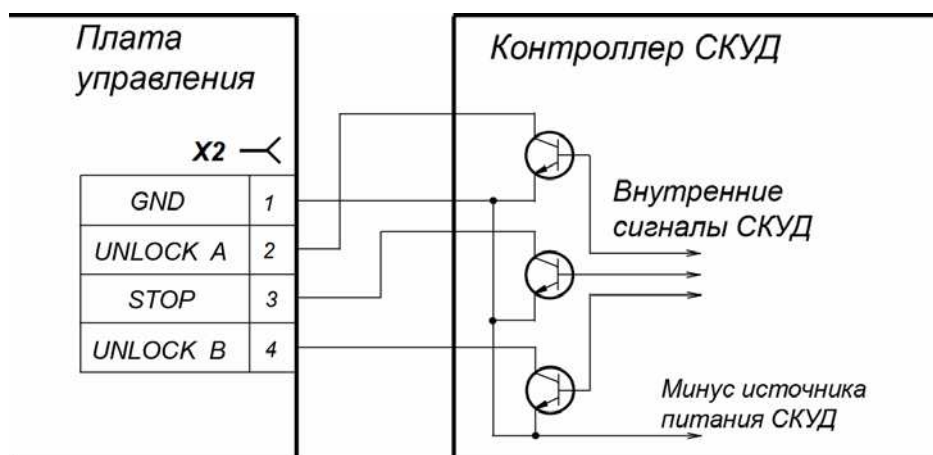 Плата
управления
Контроллер СКУД
X2
GND 1
UNLOCK A 2
STOP 3
UNLOCK B 4
Внутренние
сигналы СКУД
Минус источника
питания СКУД